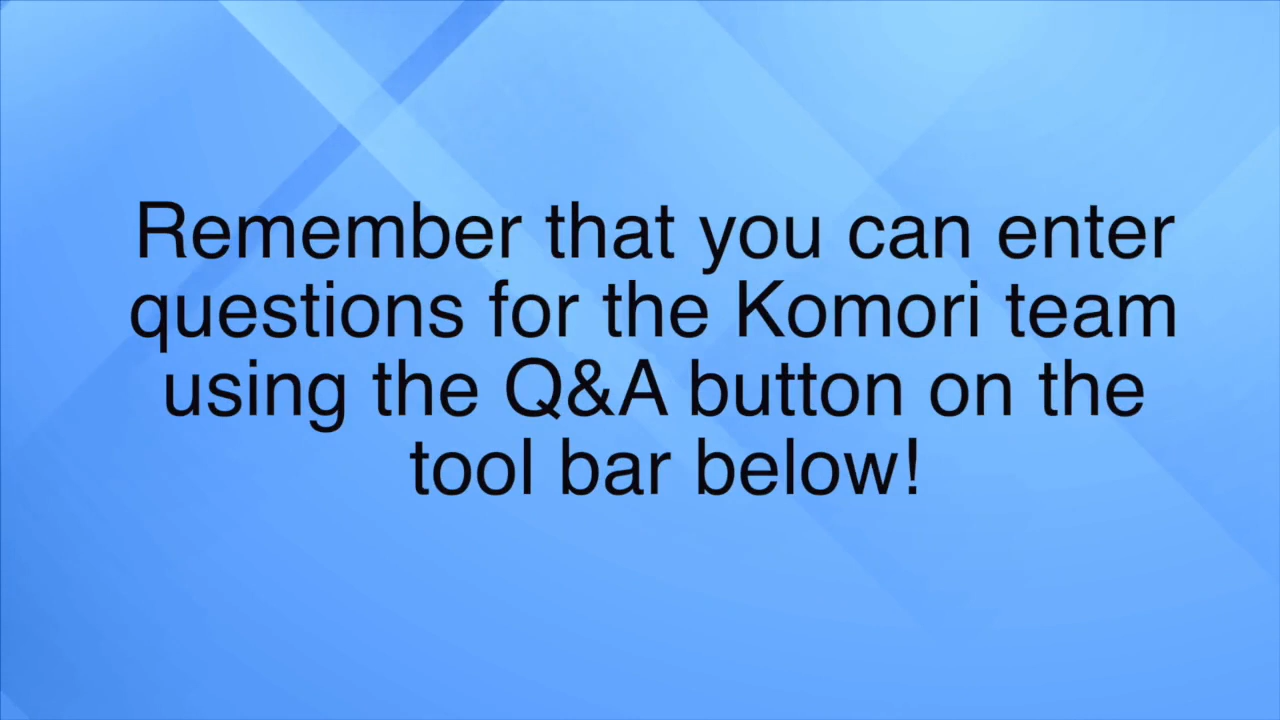 Remember that you can enter
questions for the Komori team
using the Q&A button on the
tool bar below!